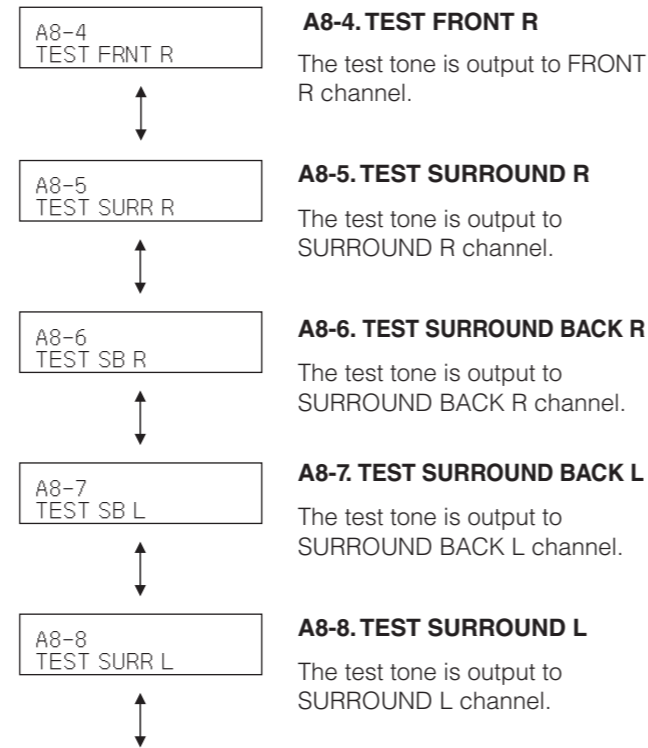 A8-4
TEST FRNT R
A8-4. TEST FRONT R
The test tone is output to FRONT
R channel.
A8-5
TEST SURR R
A8-5. TEST SURROUND R
The test tone is output to
SURROUND R channel.
A8-6
TEST SB R
A8-6. TEST SURROUND BACK R
The test tone is output to
SURROUND BACK R channel.
A8-7
TEST SB L
A8-7. TEST SURROUND BACK L
The test tone is output to
SURROUND BACK L channel.
A8-8
TEST SURR L
A8-8. TEST SURROUND L
The test tone is output to
SURROUND L channel.